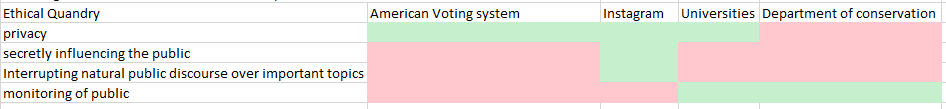 Ethical Quandry American Voting system Instagram Universities Department of conservation
privacy
secretly influencing the public
Interrupting natural public discourse over important topics
monitoring of public